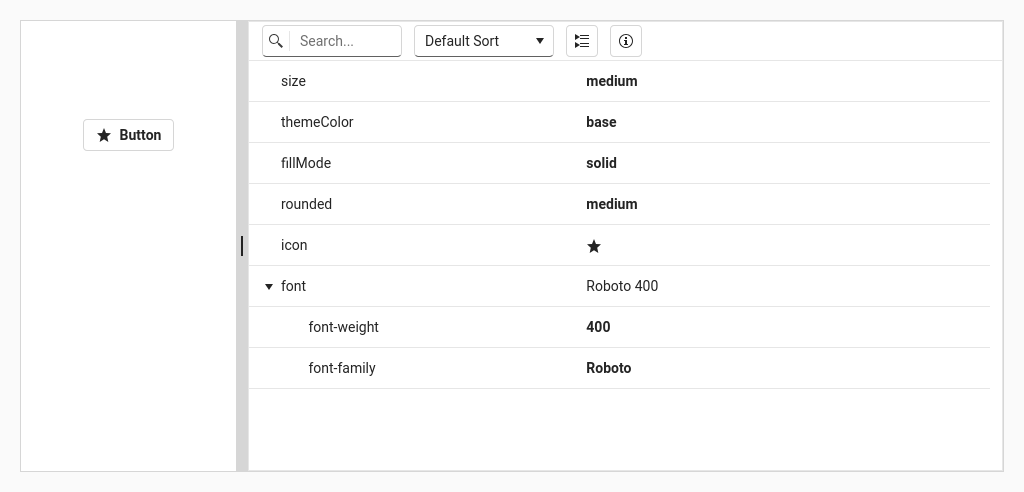 Search...
Default Sort
Button
size medium
themeColor base
fillMode solid
rounded medium
icon
font Roboto 400
font-weight 400
font-family Roboto